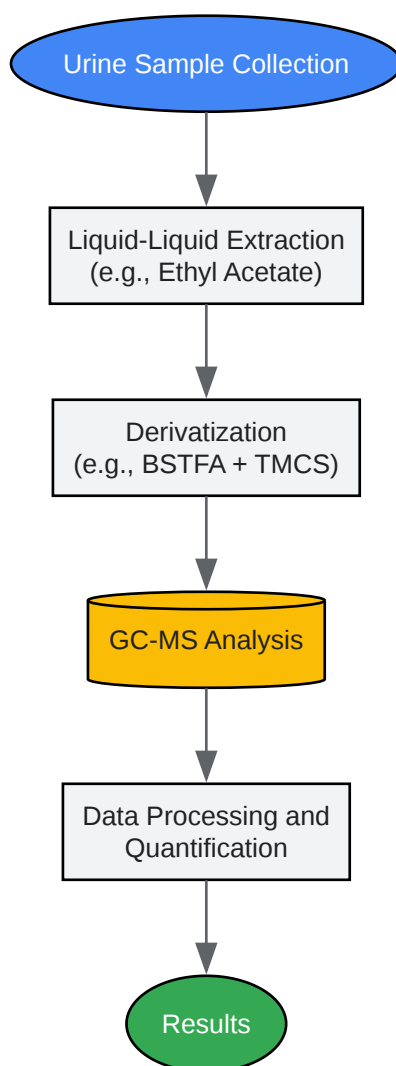 Urine Sample Collection
Liquid-Liquid Extraction
(e.g., Ethyl Acetate)
Derivatization
(e.g., BSTFA + TMCS)
GC-MS Analysis
Data Processing and
Quantification
Results